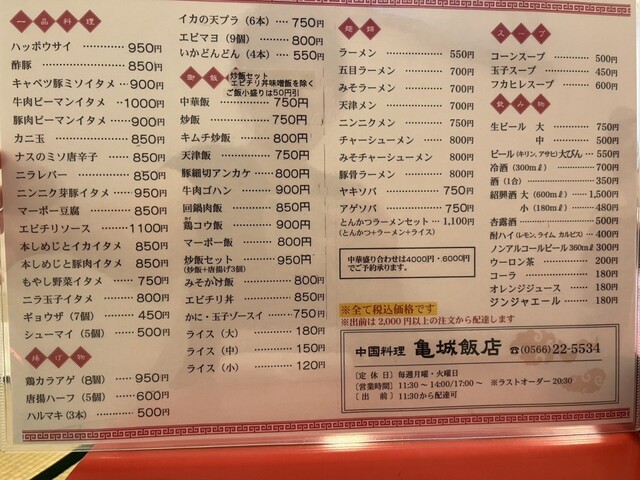 一品料理
ハッポウサイ 950円
酢豚 850円
キャベツ豚ミソイタメ 900円
牛肉ピーマンイタメ 1000円
豚肉ピーマンイタメ 900円
カニ玉 850円
ナスのミソ唐辛子 850円
ニラレバー 850円
ニンニク芽豚イタメ 950円
マーボー豆腐 850円
エビチリソース 1100円
本しめじとイカイタメ 850円
本しめじと豚肉イタメ 850円
もやし野菜イタメ 750円
ニラ玉子イタメ 800円
ギョウザ(7個) 450円
シューマイ(5個) 500円
揚げ物
鶏カラアゲ(8個) 950円
唐揚ハーフ(5個) 600円
ハルマキ(3本) 500円
イカの天プラ(6本) 750円
エビマヨ(9個) 800円
いかどんどん(4本) 550円
御飯
炒飯セット
エビチリ丼味噌飯を除く
ご飯小盛りは50円引
中華飯 750円
炒飯 750円
キムチ炒飯 800円
天津飯 750円
豚細切アンカケ 800円
牛肉ゴハン 900円
回鍋肉飯 850円
鶏コウ飯 900円
マーボー飯 800円
炒飯セット 950円
(炒飯+唐揚げ3個)
みそかけ飯 800円
エビチリ丼 850円
かに・玉子ゾースイ 750円
ライス(大) 180円
ライス(中) 150円
ライス(小) 120円
麺類
ラーメン 550円
五目ラーメン 700円
みそラーメン 700円
天津メン 700円
ニンニクメン 750円
チャーシューメン 800円
みそチャーシューメン 800円
豚骨ラーメン 800円
ヤキソバ 750円
アゲソバ 750円
とんかつラーメンセット 1,100円
(とんかつ+ラーメン+ライス)
中華盛り合わせは4000円・6000円
でご予約承ります。
スープ
コーンスープ 500円
玉子スープ 450円
フカヒレスープ 600円
飲み物
生ビール 大 750円
中 500円
ビール(キリン、アサヒ)大びん 550円
冷酒(300mℓ) 700円
酒(1合) 350円
紹興酒 大(600mℓ) 1,500円
小(180mℓ) 480円
杏露酒 500円
酎ハイ(レモン、ライム、カルピス) 400円
ノンアルコールビール360mℓ 300円
ウーロン茶 200円
コーラ 180円
オレンジジュース 180円
ジンジャエール 180円
※全て税込価格です
※出前は2,000円以上の注文から配達します
中国料理 亀城飯店 ☎(0566)22-5534
[定休日]毎週月曜・火曜日
[営業時間]11:30〜14:00/17:00〜 ※ラストオーダー20:30
[出前]11:30から配達可